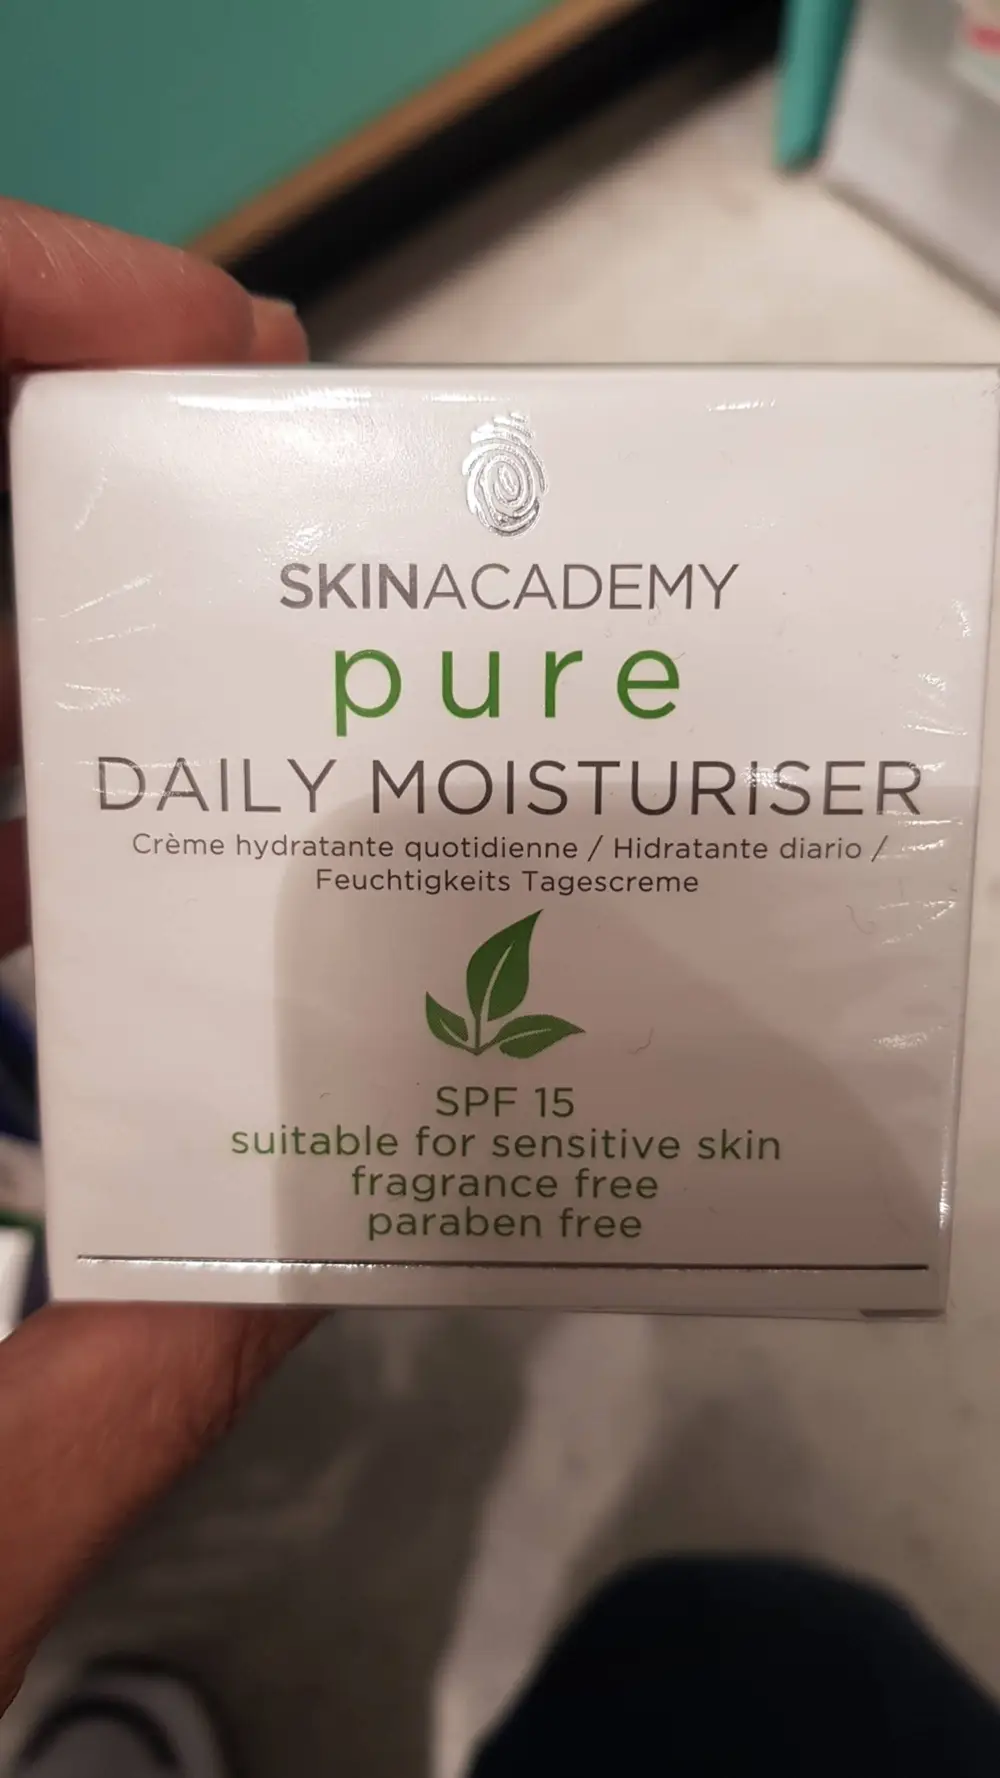 SKINACADEMY
pure
DAILY MOISTURISER
Crème hydratante quotidienne / Hidratante diario /
Feuchtigkeits Tagescreme
SPF 15
suitable for sensitive skin
fragrance free
paraben free